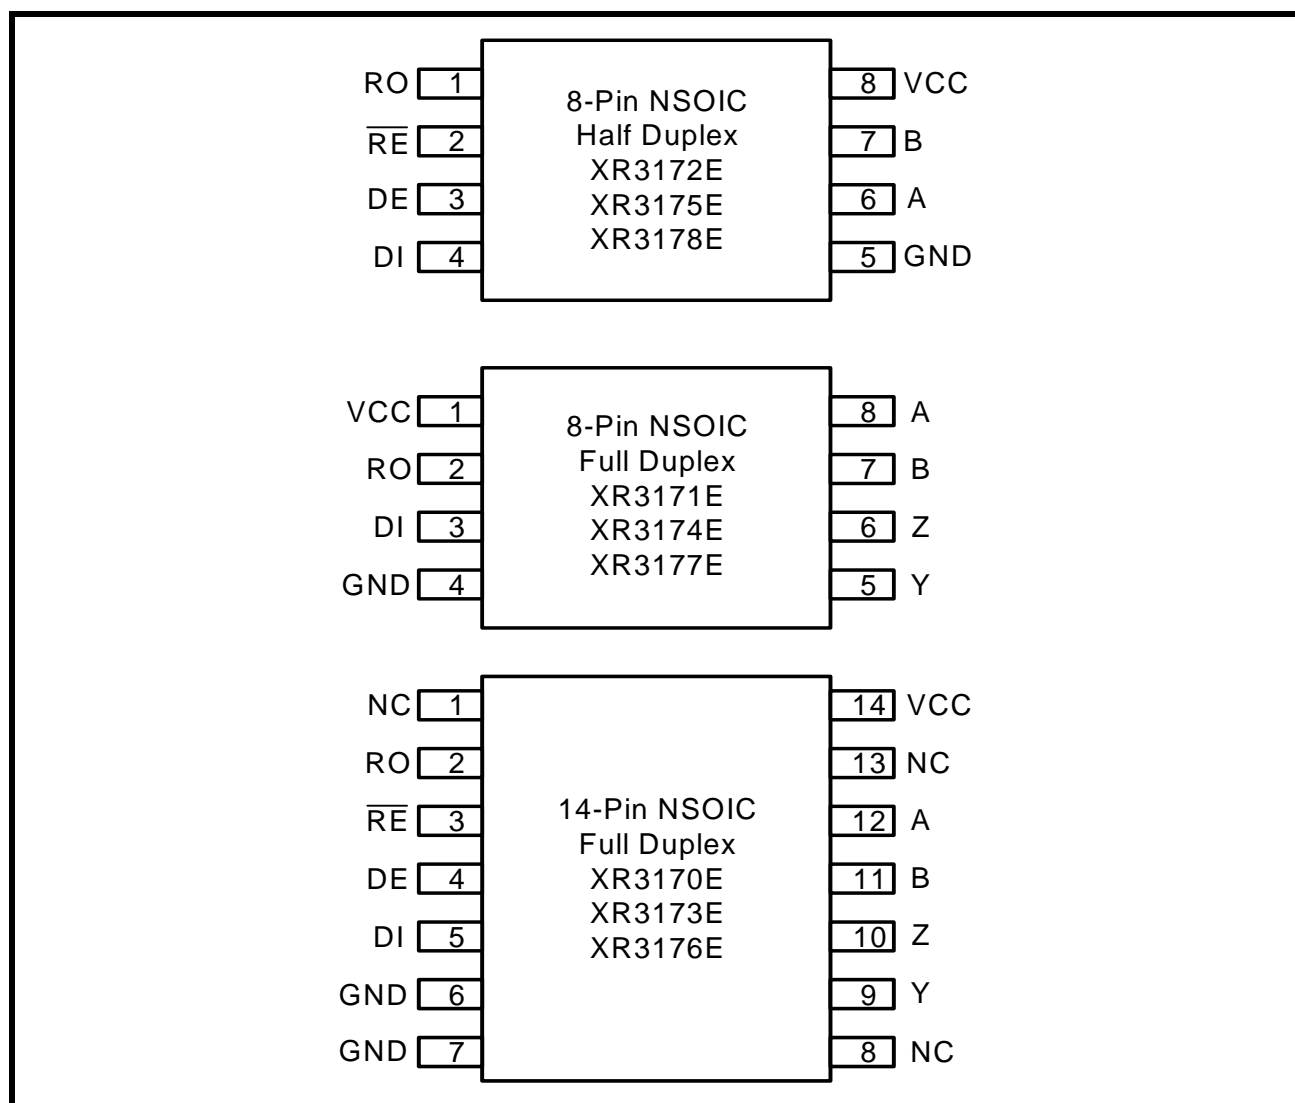 RO 1 8 VCC
8-Pin NSOIC
R̅E̅ 2 Half Duplex 7 B
XR3172E
DE 3 XR3175E 6 A
XR3178E
DI 4 5 GND
VCC 1 8 A
8-Pin NSOIC
RO 2 Full Duplex 7 B
XR3171E
DI 3 XR3174E 6 Z
XR3177E
GND 4 5 Y
NC 1 14 VCC
RO 2 13 NC
14-Pin NSOIC
R̅E̅ 3 12 A
Full Duplex
DE 4 XR3170E 11 B
XR3173E
DI 5 XR3176E 10 Z
GND 6 9 Y
GND 7 8 NC